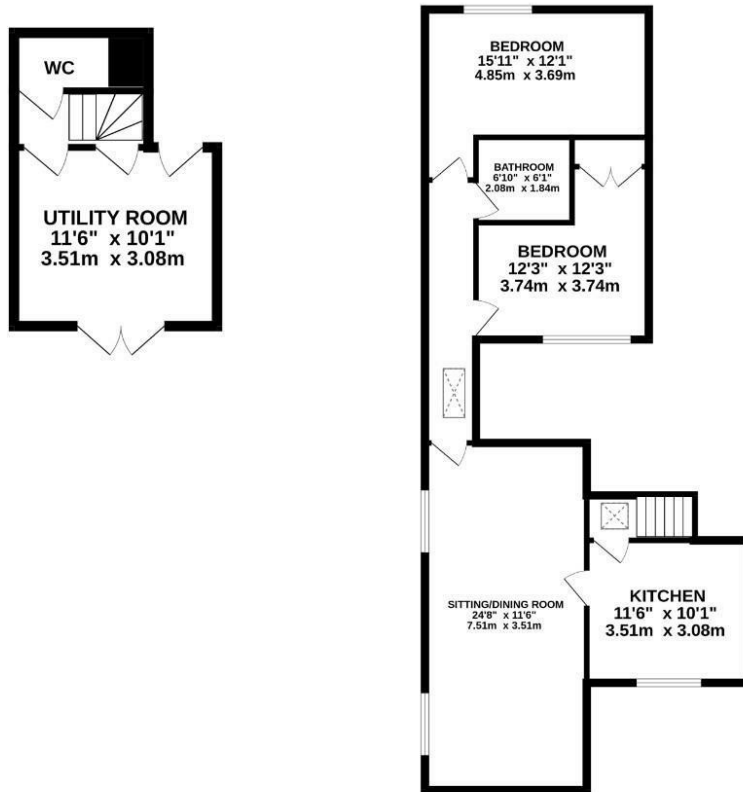 WC
UTILITY ROOM
11'6" x 10'1"
3.51m x 3.08m
BEDROOM
15'11" x 12'1"
4.85m x 3.69m
BATHROOM
6'10" x 6'1"
2.08m x 1.84m
BEDROOM
12'3" x 12'3"
3.74m x 3.74m
SITTING/DINING ROOM
24'8" x 11'6"
7.51m x 3.51m
KITCHEN
11'6" x 10'1"
3.51m x 3.08m